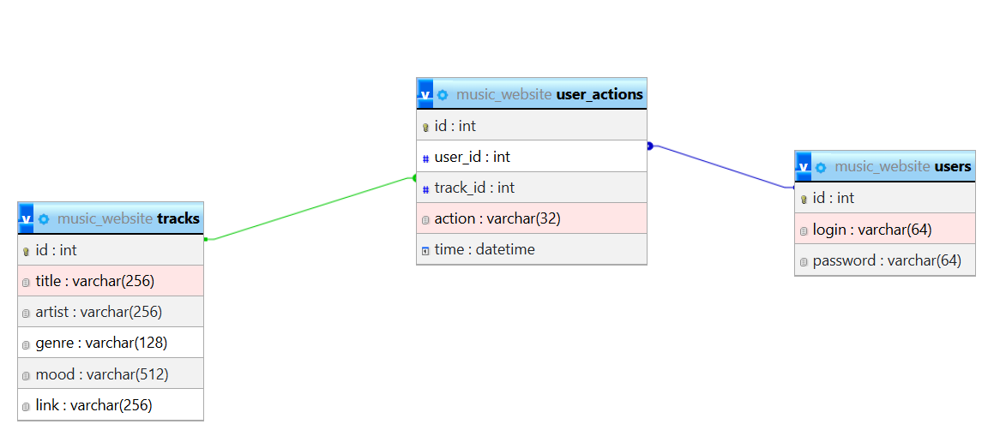 v music_website tracks
id : int
title : varchar(256)
artist : varchar(256)
genre : varchar(128)
mood : varchar(512)
link : varchar(256)
v music_website user_actions
id : int
# user_id : int
# track_id : int
action : varchar(32)
time : datetime
v music_website users
id : int
login : varchar(64)
password : varchar(64)